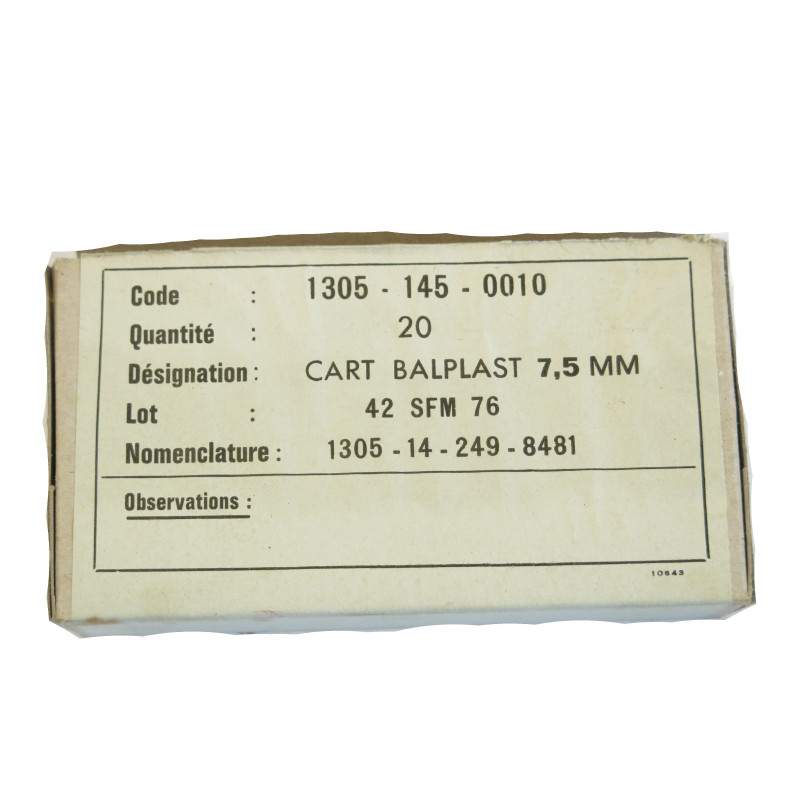 Code : 1305 - 145 - 0010
Quantité : 20
Désignation : CART BALPLAST 7,5 MM
Lot : 42 SFM 76
Nomenclature : 1305 - 14 - 249 - 8481
Observations :
10643